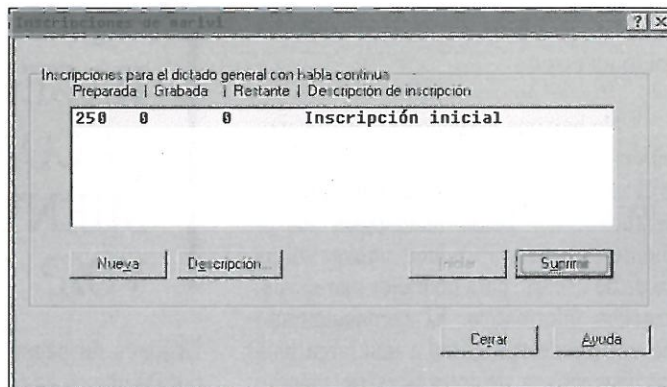 Inscripciones de marivi
Inscripciones para el dictado general con habla continua
Preparada | Grabada | Restante | Descripción de inscripción
250 0 0 Inscripción inicial
Nueva Descripción... Suprimir
Cerrar Ayuda